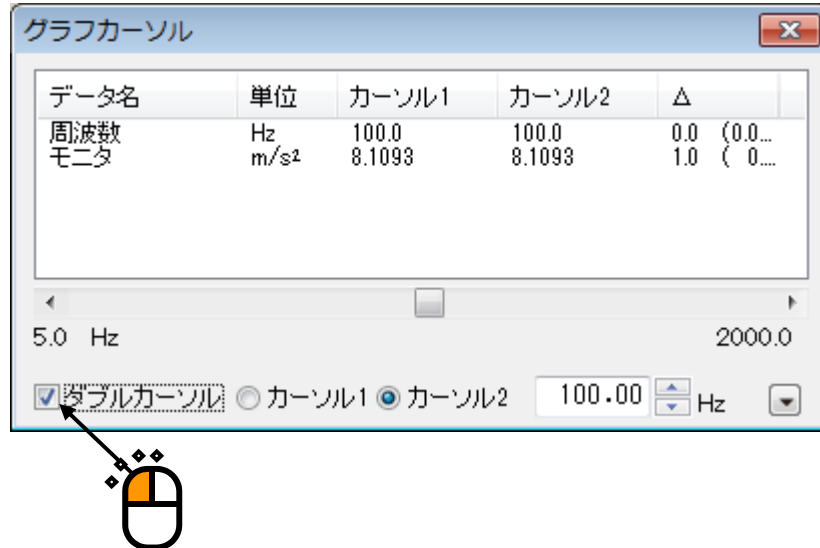 グラフカーソル
データ名 単位 カーソル1 カーソル2 Δ
周波数 Hz 100.0 100.0 0.0 (0.0...
モニタ m/s² 8.1093 8.1093 1.0 ( 0....
5.0 Hz 2000.0
ダブルカーソル カーソル1 カーソル2 100.00 Hz